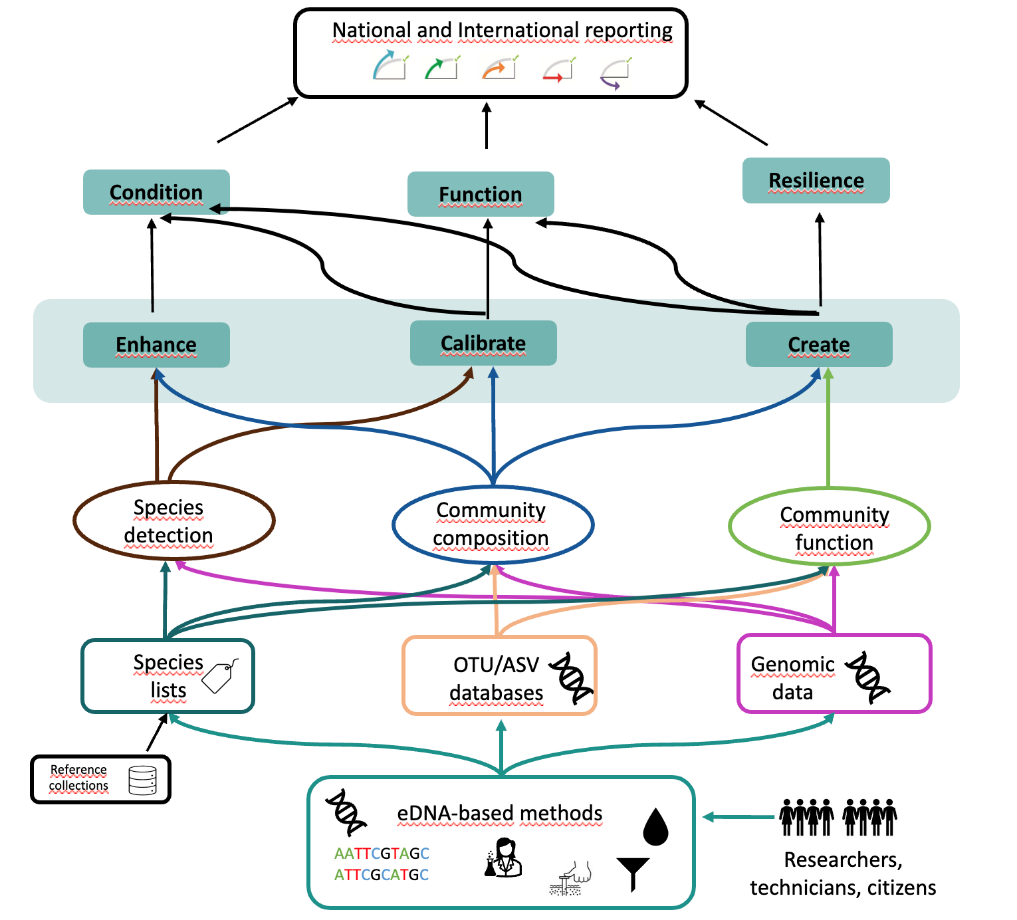 National and International reporting
Condition
Function
Resilience
Enhance
Calibrate
Create
Species
detection
Community
composition
Community
function
Species
lists
OTU/ASV
databases
Genomic
data
Reference
collections
eDNA-based methods
AATTCGTAGC
ATTCGCATGC
Researchers,
technicians, citizens